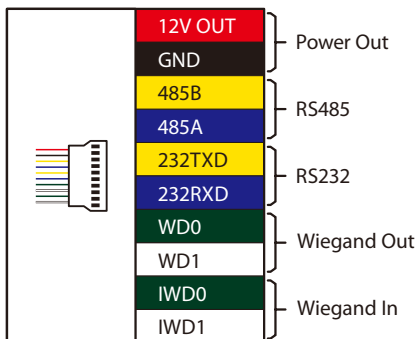 12V OUT
GND
Power Out
485B
485A
RS485
232TXD
232RXD
RS232
WD0
WD1
Wiegand Out
IWD0
IWD1
Wiegand In